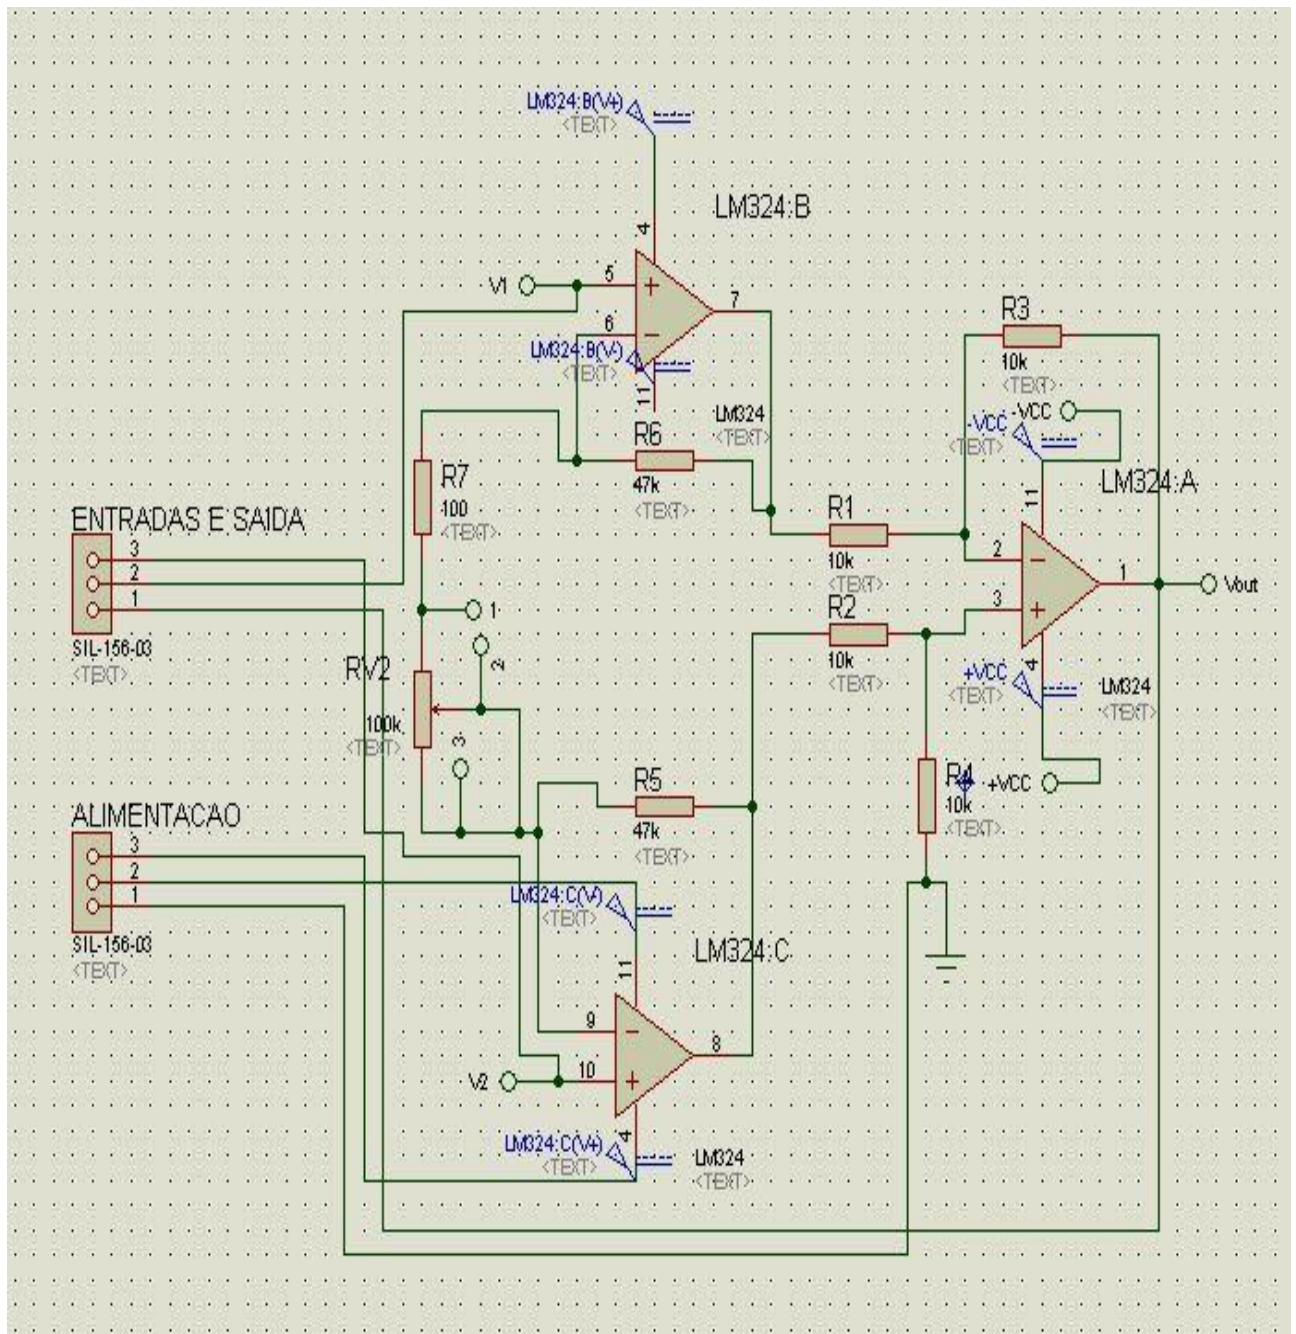 LM324:B(V+)
<TEXT>
LM324:B
4
V1
5
7
6
LM324:B(V-)
<TEXT>
11
LM324
<TEXT>
R3
10k
<TEXT>
-VCC
-VCC
<TEXT>
LM324:A
11
R6
47k
<TEXT>
R7
100
<TEXT>
R1
10k
<TEXT>
2
3
1
Vout
ENTRADAS E SAIDA
3
2
1
SIL-156-03
<TEXT>
1
2
R2
10k
<TEXT>
4
+VCC
<TEXT>
LM324
<TEXT>
RV2
100k
<TEXT>
3
R5
47k
<TEXT>
R4
10k
<TEXT>
+VCC
ALIMENTACAO
3
2
1
SIL-156-03
<TEXT>
LM324:C(V-)
<TEXT>
11
LM324:C
9
8
V2
10
4
LM324:C(V+)
<TEXT>
LM324
<TEXT>